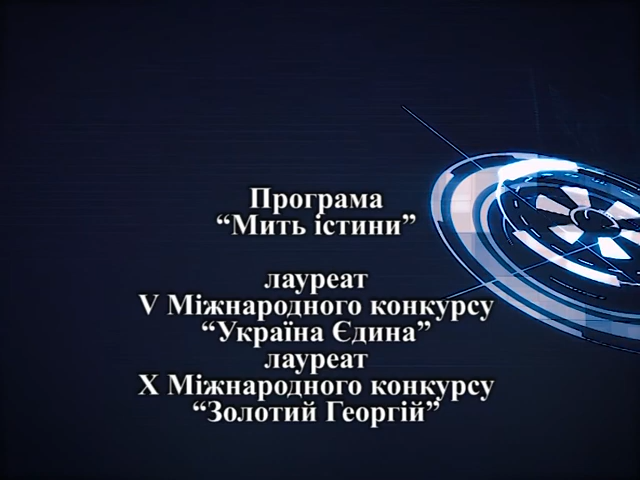 Програма
“Мить істини”
лауреат
V Міжнародного конкурсу
“Україна Єдина”
лауреат
X Міжнародного конкурсу
“Золотий Георгій”